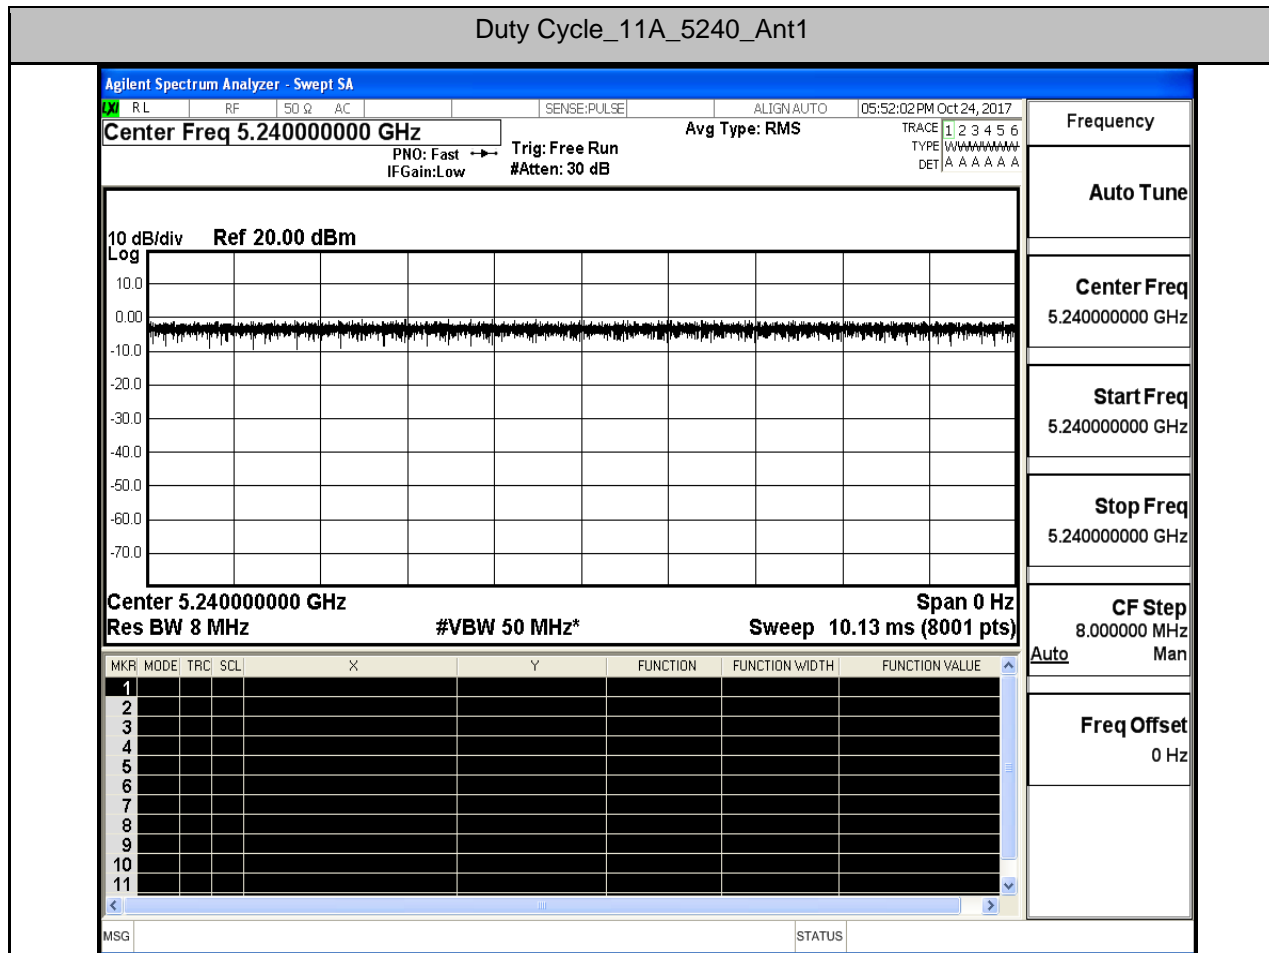 Duty Cycle_11A_5240_Ant1
Agilent Spectrum Analyzer - Swept SA
LXI RL RF 50 Ω AC SENSE:PULSE ALIGN AUTO 05:52:02 PM Oct 24, 2017
Center Freq 5.240000000 GHz
PNO: Fast
IFGain:Low
Trig: Free Run
#Atten: 30 dB
Avg Type: RMS
TRACE 1 2 3 4 5 6
TYPE WWWWWW
DET A A A A A A
10 dB/div Ref 20.00 dBm
Log
10.0
0.00
-10.0
-20.0
-30.0
-40.0
-50.0
-60.0
-70.0
Center 5.240000000 GHz Span 0 Hz
Res BW 8 MHz #VBW 50 MHz* Sweep 10.13 ms (8001 pts)
MKR MODE TRC SCL X Y FUNCTION FUNCTION WIDTH FUNCTION VALUE
1
2
3
4
5
6
7
8
9
10
11
MSG STATUS
Frequency
Auto Tune
Center Freq
5.240000000 GHz
Start Freq
5.240000000 GHz
Stop Freq
5.240000000 GHz
CF Step
8.000000 MHz
Auto Man
Freq Offset
0 Hz